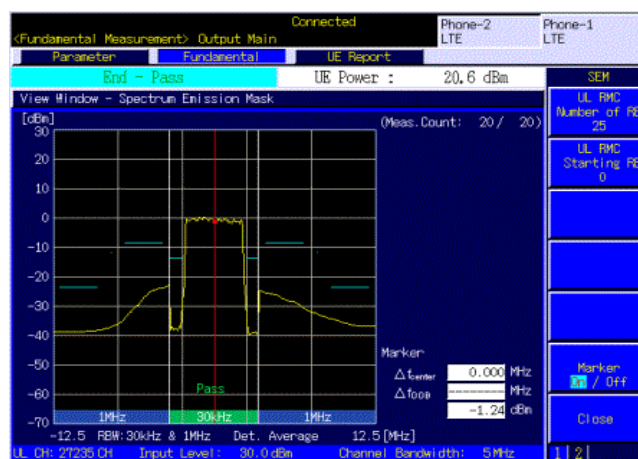 Connected
<Fundamental Measurement> Output Main
Phone-2
LTE
Phone-1
LTE
Parameter Fundamental UE Report
End - Pass UE Power : 20.6 dBm
SEM
View Window - Spectrum Emission Mask
UL RMC
Number of RB
25
[dBm]
(Meas.Count: 20 / 20)
30
20
10
0
-10
-20
-30
-40
-50
-60
-70
UL RMC
Starting RB
0
Marker
Δfcenter 0.000 MHz
ΔfOOB -------- MHz
-1.24 dBm
Pass
1MHz 30kHz 1MHz
-12.5 RBW:30kHz & 1MHz Det. Average 12.5[MHz]
UL CH: 27235CH Input Level: 30.0dBm Channel Bandwidth: 5MHz
Marker
On / Off
Close
1 2